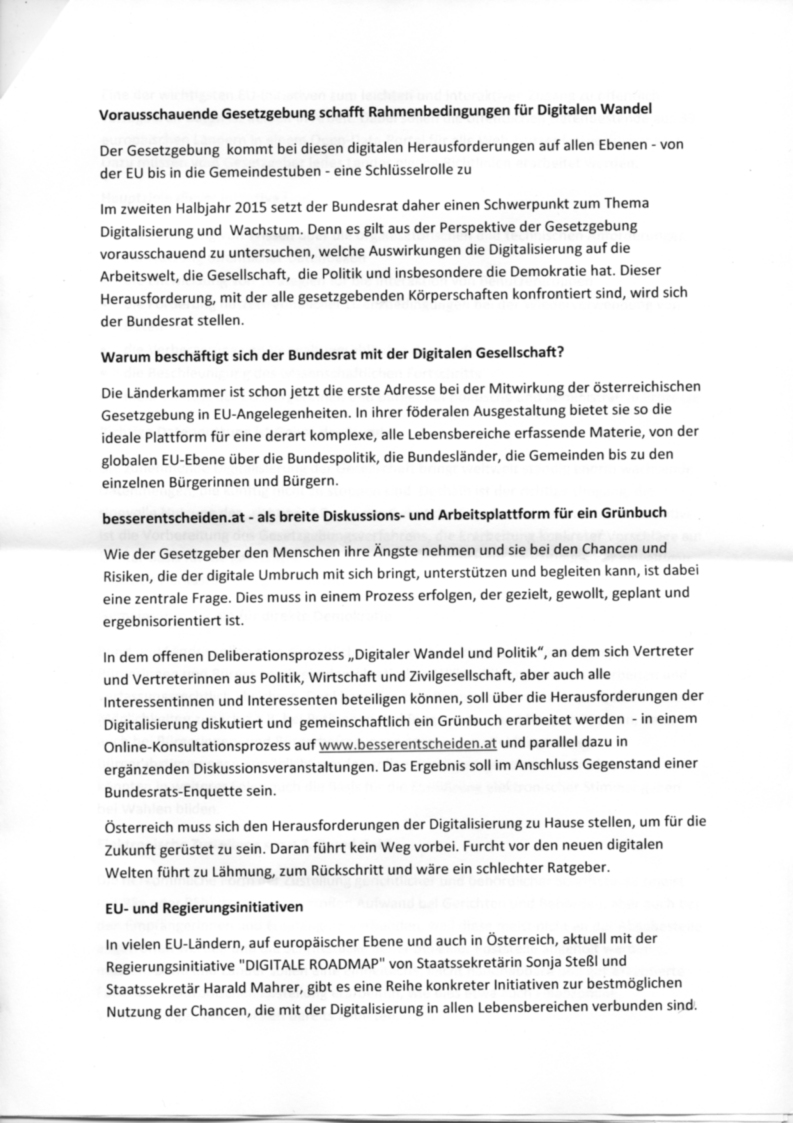 Vorausschauende Gesetzgebung schafft Rahmenbedingungen für Digitalen Wandel
Der Gesetzgebung kommt bei diesen digitalen Herausforderungen auf allen Ebenen - von
der EU bis in die Gemeindestuben - eine Schlüsselrolle zu
Im zweiten Halbjahr 2015 setzt der Bundesrat daher einen Schwerpunkt zum Thema
Digitalisierung und Wachstum. Denn es gilt aus der Perspektive der Gesetzgebung
vorausschauend zu untersuchen, welche Auswirkungen die Digitalisierung auf die
Arbeitswelt, die Gesellschaft, die Politik und insbesondere die Demokratie hat. Dieser
Herausforderung, mit der alle gesetzgebenden Körperschaften konfrontiert sind, wird sich
der Bundesrat stellen.
Warum beschäftigt sich der Bundesrat mit der Digitalen Gesellschaft?
Die Länderkammer ist schon jetzt die erste Adresse bei der Mitwirkung der österreichischen
Gesetzgebung in EU-Angelegenheiten. In ihrer föderalen Ausgestaltung bietet sie so die
ideale Plattform für eine derart komplexe, alle Lebensbereiche erfassende Materie, von der
globalen EU-Ebene über die Bundespolitik, die Bundesländer, die Gemeinden bis zu den
einzelnen Bürgerinnen und Bürgern.
besserentscheiden.at - als breite Diskussions- und Arbeitsplattform für ein Grünbuch
Wie der Gesetzgeber den Menschen ihre Ängste nehmen und sie bei den Chancen und
Risiken, die der digitale Umbruch mit sich bringt, unterstützen und begleiten kann, ist dabei
eine zentrale Frage. Dies muss in einem Prozess erfolgen, der gezielt, gewollt, geplant und
ergebnisorientiert ist.
In dem offenen Deliberationsprozess „Digitaler Wandel und Politik“, an dem sich Vertreter
und Vertreterinnen aus Politik, Wirtschaft und Zivilgesellschaft, aber auch alle
Interessentinnen und Interessenten beteiligen können, soll über die Herausforderungen der
Digitalisierung diskutiert und gemeinschaftlich ein Grünbuch erarbeitet werden - in einem
Online-Konsultationsprozess auf www.besserentscheiden.at und parallel dazu in
ergänzenden Diskussionsveranstaltungen. Das Ergebnis soll im Anschluss Gegenstand einer
Bundesrats-Enquette sein.
Österreich muss sich den Herausforderungen der Digitalisierung zu Hause stellen, um für die
Zukunft gerüstet zu sein. Daran führt kein Weg vorbei. Furcht vor den neuen digitalen
Welten führt zu Lähmung, zum Rückschritt und wäre ein schlechter Ratgeber.
EU- und Regierungsinitiativen
In vielen EU-Ländern, auf europäischer Ebene und auch in Österreich, aktuell mit der
Regierungsinitiative "DIGITALE ROADMAP" von Staatssekretärin Sonja Steßl und
Staatssekretär Harald Mahrer, gibt es eine Reihe konkreter Initiativen zur bestmöglichen
Nutzung der Chancen, die mit der Digitalisierung in allen Lebensbereichen verbunden sind.